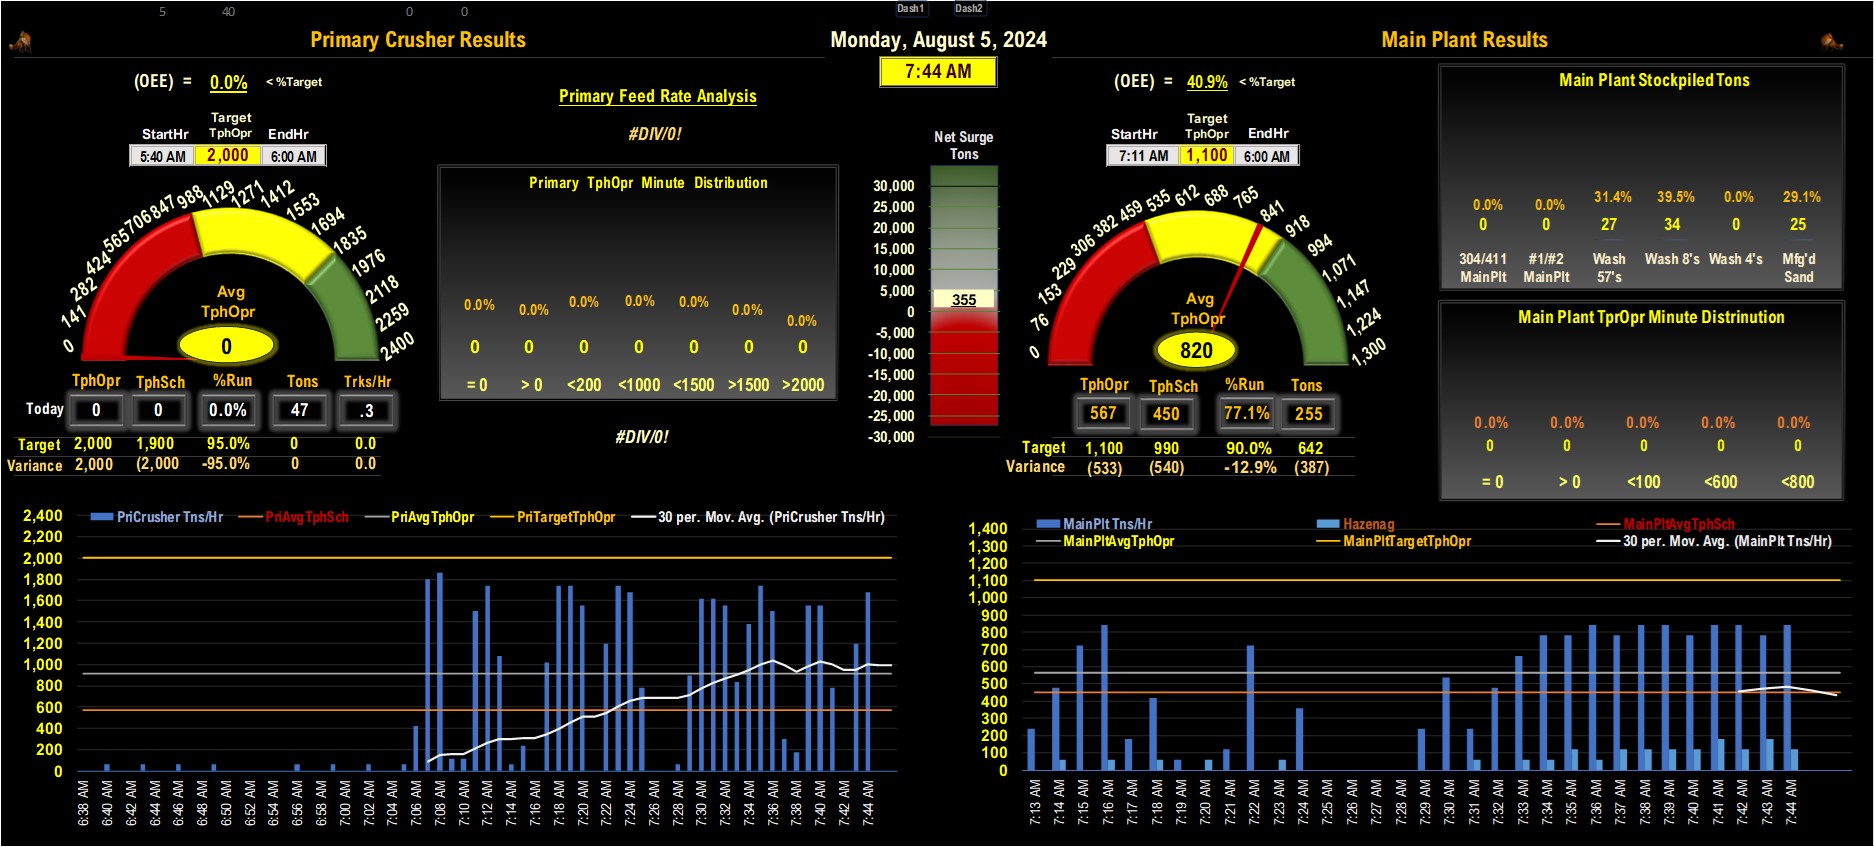 5 40 0 0 Dash1 Dash2
Primary Crusher Results
Monday, August 5, 2024
Main Plant Results
7:44 AM
(OEE) = 0.0% < %Target
Target
StartHr TphOpr EndHr
5:40 AM 2,000 6:00 AM
0 141 282 424 565 706 847 988 1129 1271 1412 1553 1694 1835 1976 2118 2259 2400
Avg
TphOpr
0
TphOpr TphSch %Run Tons Trks/Hr
Today 0 0 0.0% 47 .3
Target 2,000 1,900 95.0% 0 0.0
Variance 2,000 (2,000 -95.0% 0 0.0
Primary Feed Rate Analysis
#DIV/0!
Primary TphOpr Minute Distribution
0.0% 0.0% 0.0% 0.0% 0.0% 0.0% 0.0%
0 0 0 0 0 0 0
= 0 > 0 <200 <1000 <1500 >1500 >2000
#DIV/0!
Net Surge
Tons
30,000
25,000
20,000
15,000
10,000
5,000
355
0
-5,000
-10,000
-15,000
-20,000
-25,000
-30,000
(OEE) = 40.9% < %Target
Target
StartHr TphOpr EndHr
7:11 AM 1,100 6:00 AM
0 76 153 229 306 382 459 535 612 688 765 841 918 994 1,071 1,147 1,224 1,300
Avg
TphOpr
820
TphOpr TphSch %Run Tons
567 450 77.1% 255
Target 1,100 990 90.0% 642
Variance (533) (540) -12.9% (387)
Main Plant Stockpiled Tons
0.0% 0.0% 31.4% 39.5% 0.0% 29.1%
0 0 27 34 0 25
304/411 #1/#2 Wash Wash 8's Wash 4's Mfg'd
MainPlt MainPlt 57's Sand
Main Plant TprOpr Minute Distrinution
0.0% 0.0% 0.0% 0.0% 0.0%
0 0 0 0 0
= 0 > 0 <100 <600 <800
PriCrusher Tns/Hr PriAvgTphSch PriAvgTphOpr PriTargetTphOpr 30 per. Mov. Avg. (PriCrusher Tns/Hr)
2,400
2,200
2,000
1,800
1,600
1,400
1,200
1,000
800
600
400
200
0
6:38 AM 6:40 AM 6:42 AM 6:44 AM 6:46 AM 6:48 AM 6:50 AM 6:52 AM 6:54 AM 6:56 AM 6:58 AM 7:00 AM 7:02 AM 7:04 AM 7:06 AM 7:08 AM 7:10 AM 7:12 AM 7:14 AM 7:16 AM 7:18 AM 7:20 AM 7:22 AM 7:24 AM 7:26 AM 7:28 AM 7:30 AM 7:32 AM 7:34 AM 7:36 AM 7:38 AM 7:40 AM 7:42 AM 7:44 AM
MainPlt Tns/Hr Hazenag MainPltAvgTphSch
MainPltAvgTphOpr MainPltTargetTphOpr 30 per. Mov. Avg. (MainPlt Tns/Hr)
1,400
1,300
1,200
1,100
1,000
900
800
700
600
500
400
300
200
100
0
7:13 AM 7:14 AM 7:15 AM 7:16 AM 7:17 AM 7:18 AM 7:19 AM 7:20 AM 7:21 AM 7:22 AM 7:23 AM 7:24 AM 7:25 AM 7:26 AM 7:27 AM 7:28 AM 7:29 AM 7:30 AM 7:31 AM 7:32 AM 7:33 AM 7:34 AM 7:35 AM 7:36 AM 7:37 AM 7:38 AM 7:39 AM 7:40 AM 7:41 AM 7:42 AM 7:43 AM 7:44 AM